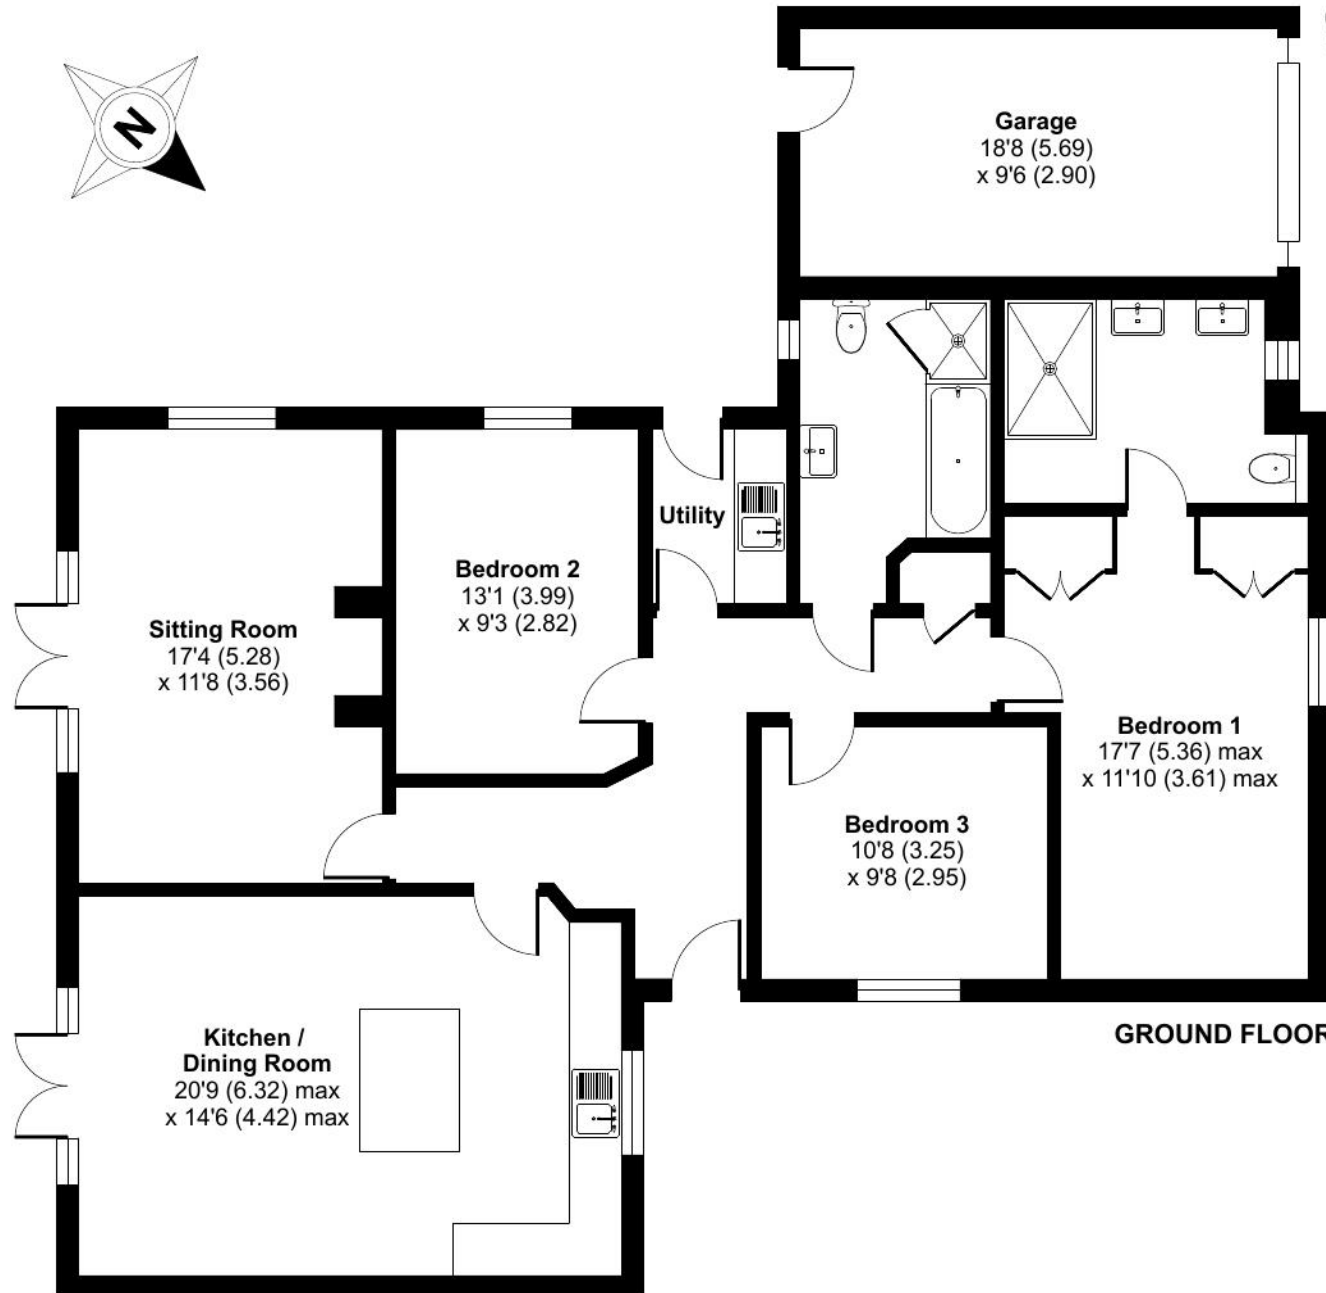 N
Garage
18'8 (5.69)
x 9'6 (2.90)
Utility
Bedroom 2
13'1 (3.99)
x 9'3 (2.82)
Sitting Room
17'4 (5.28)
x 11'8 (3.56)
Bedroom 1
17'7 (5.36) max
x 11'10 (3.61) max
Bedroom 3
10'8 (3.25)
x 9'8 (2.95)
Kitchen /
Dining Room
20'9 (6.32) max
x 14'6 (4.42) max
GROUND FLOOR